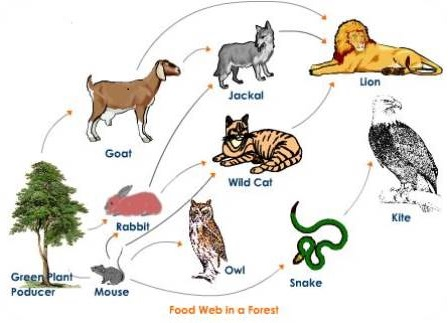 Lion
Jackal
Goat
Wild Cat
Kite
Rabbit
Owl
Green Plant
Poducer
Mouse
Snake
Food Web in a Forest